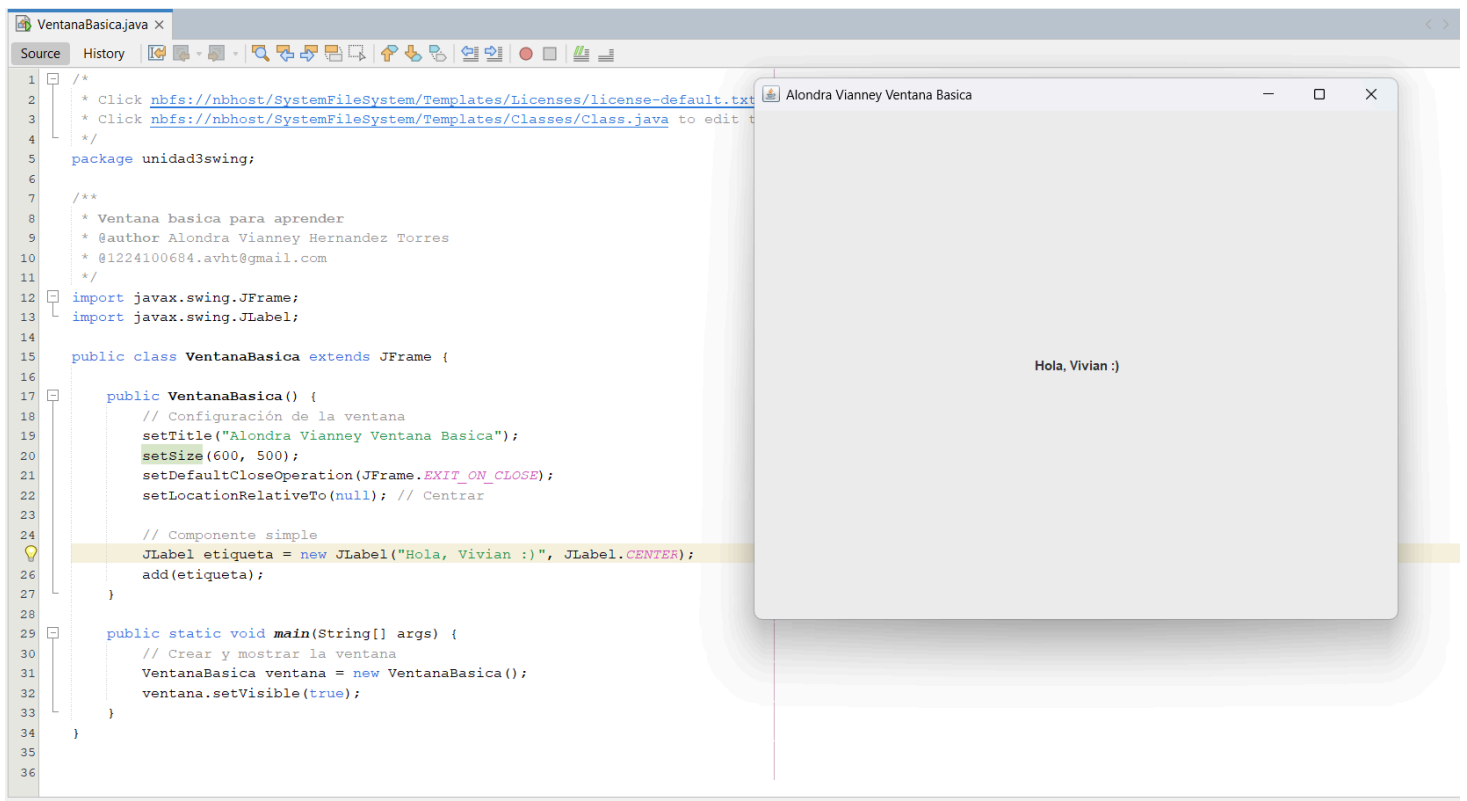 VentanaBasica.java
Source History
1 /*
2 * Click nbfs://nbhost/SystemFileSystem/Templates/Licenses/license-default.txt
3 * Click nbfs://nbhost/SystemFileSystem/Templates/Classes/Class.java to edit t
4 */
5 package unidad3swing;
6
7 /**
8 * Ventana basica para aprender
9 * @author Alondra Vianney Hernandez Torres
10 * @1224100684.avht@gmail.com
11 */
12 import javax.swing.JFrame;
13 import javax.swing.JLabel;
14
15 public class VentanaBasica extends JFrame {
16
17 public VentanaBasica() {
18 // Configuración de la ventana
19 setTitle("Alondra Vianney Ventana Basica");
20 setSize(600, 500);
21 setDefaultCloseOperation(JFrame.EXIT_ON_CLOSE);
22 setLocationRelativeTo(null); // Centrar
23
24 // Componente simple
JLabel etiqueta = new JLabel("Hola, Vivian :)", JLabel.CENTER);
26 add(etiqueta);
27 }
28
29 public static void main(String[] args) {
30 // Crear y mostrar la ventana
31 VentanaBasica ventana = new VentanaBasica();
32 ventana.setVisible(true);
33 }
34 }
35
36
Alondra Vianney Ventana Basica
Hola, Vivian :)